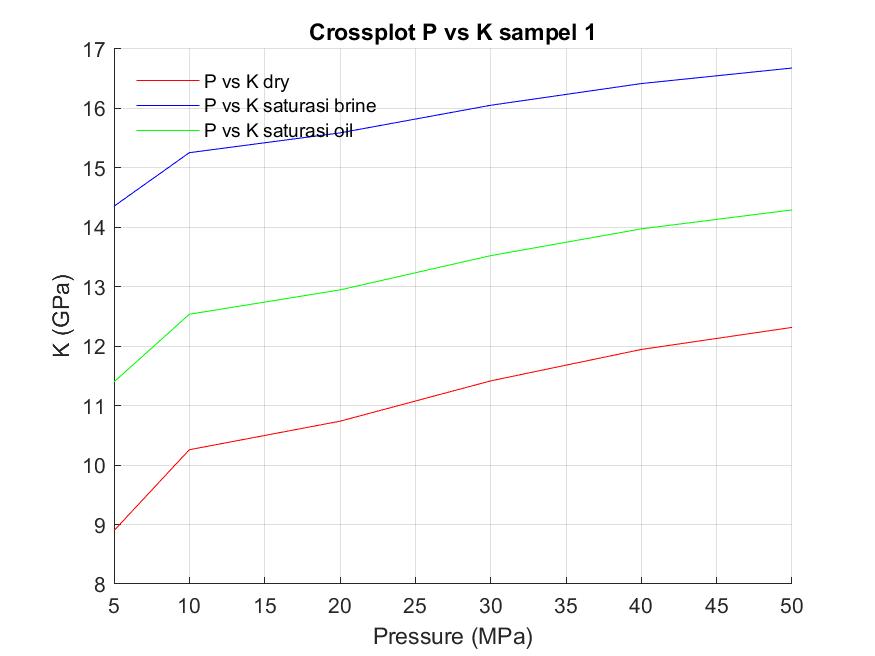 Crossplot P vs K sampel 1
17
P vs K dry
16
P vs K saturasi brine
P vs K saturasi oil
15
14
13
K (GPa)
12
11
10
9
8
5 10 15 20 25 30 35 40 45 50
Pressure (MPa)